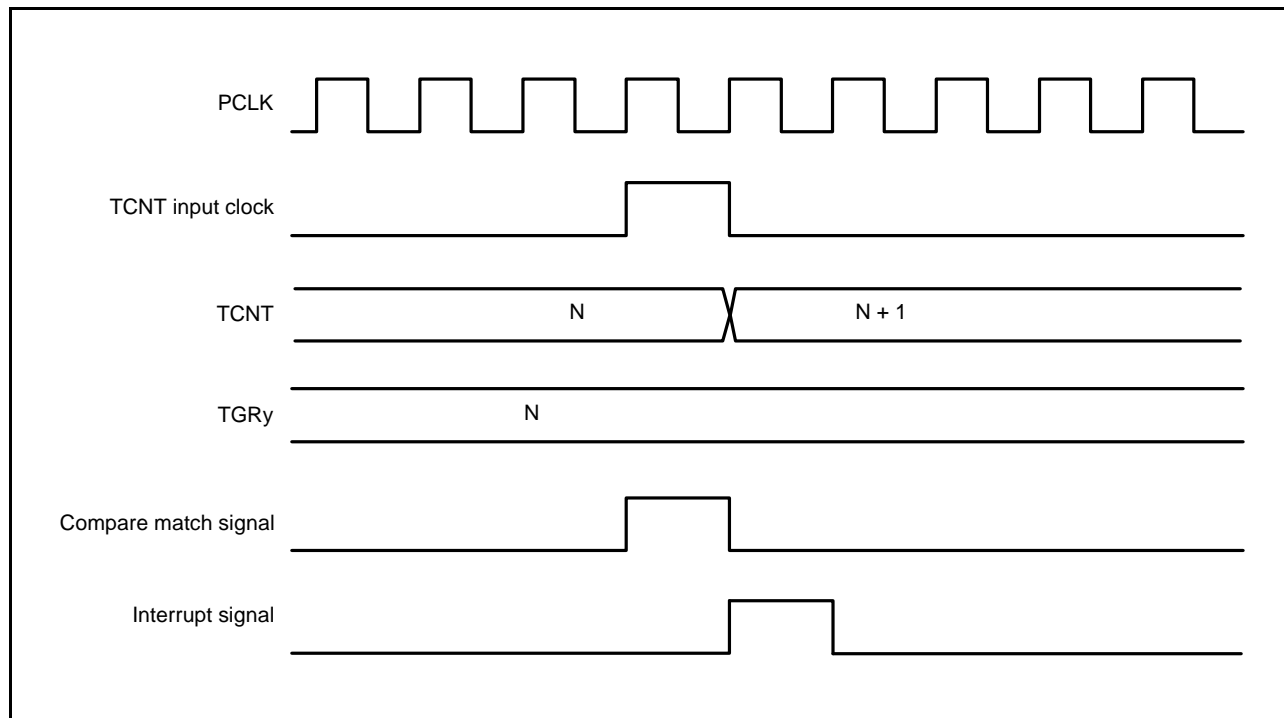 PCLK
TCNT input clock
TCNT
N
N + 1
TGRy
N
Compare match signal
Interrupt signal